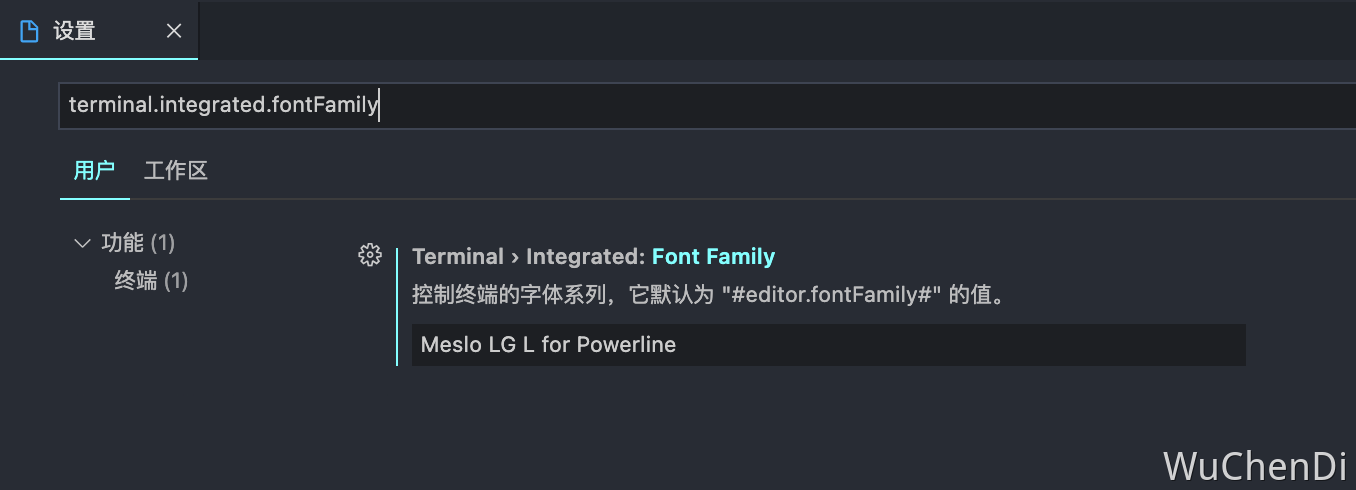 设置
terminal.integrated.fontFamily
用户 工作区
功能 (1)
终端 (1)
Terminal › Integrated: Font Family
控制终端的字体系列，它默认为 "#editor.fontFamily#" 的值。
Meslo LG L for Powerline
WuChenDi